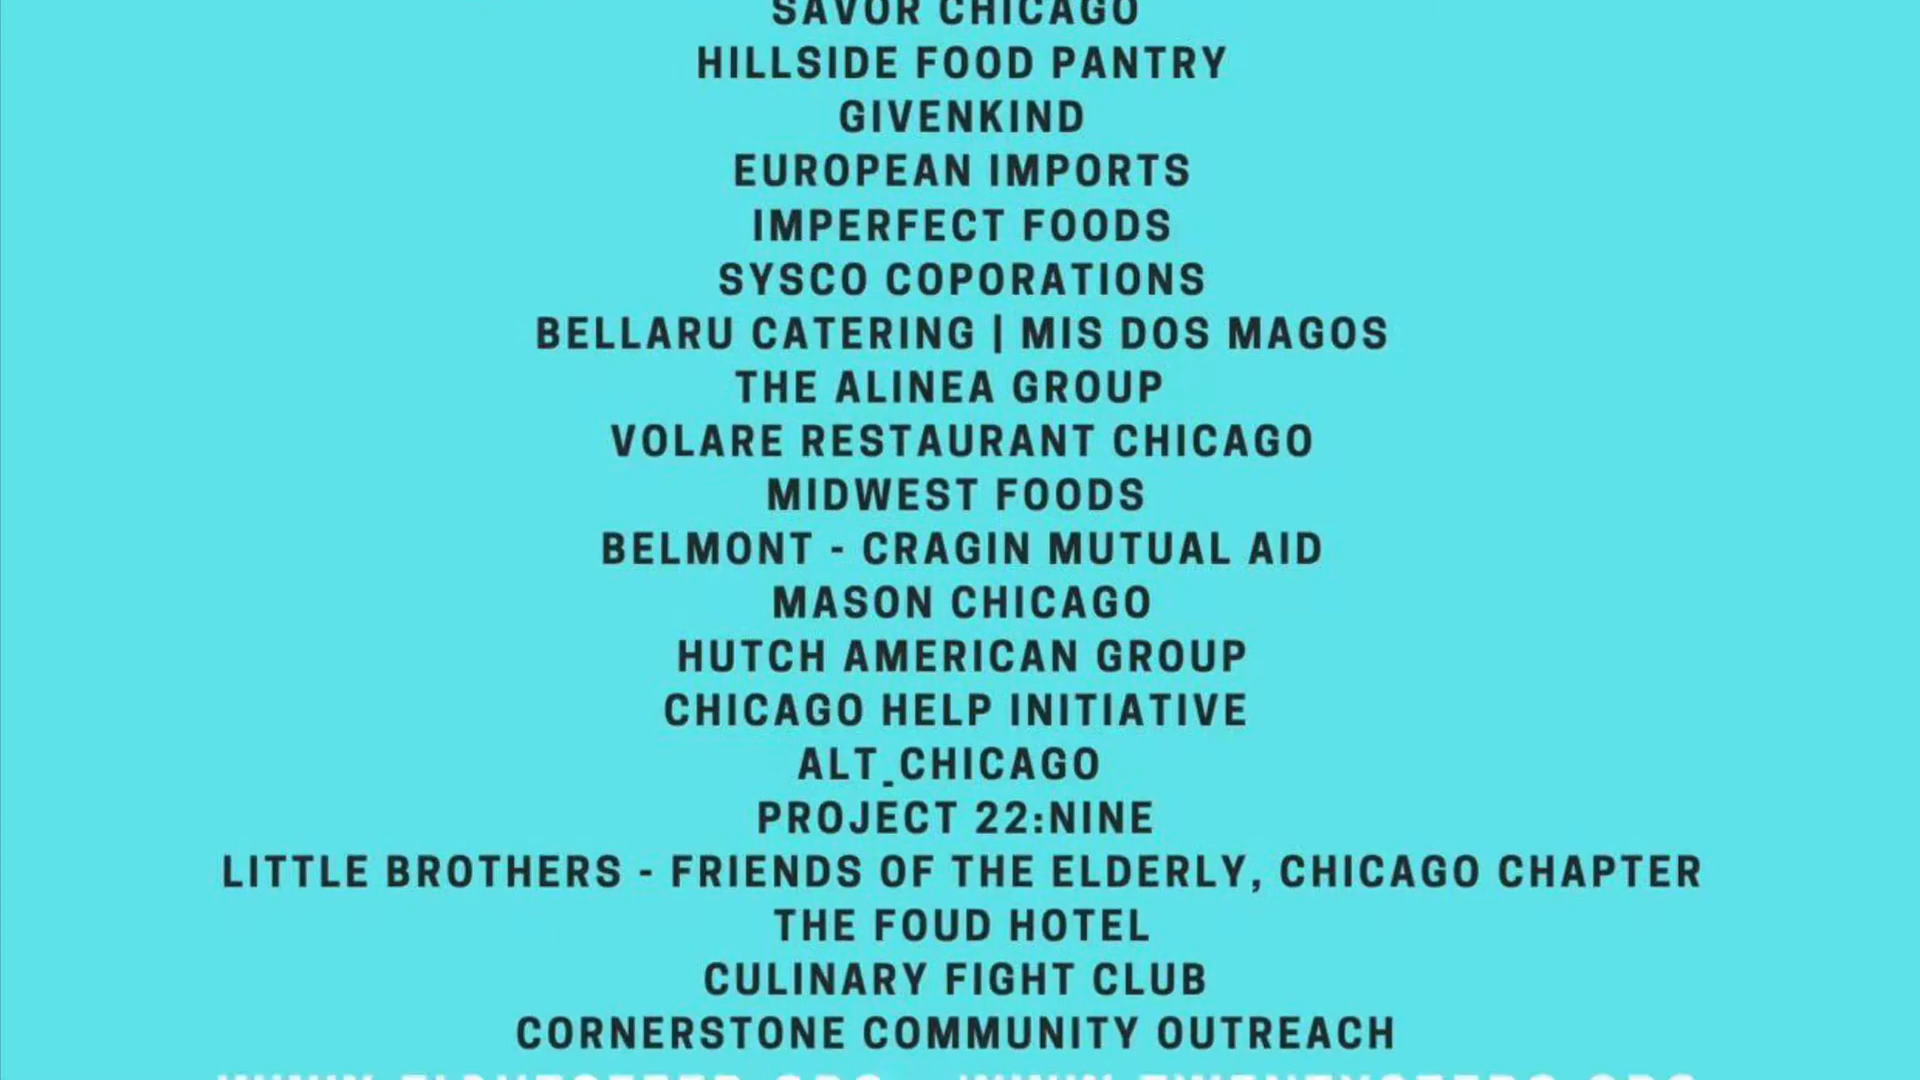 SAVOR CHICAGO
HILLSIDE FOOD PANTRY
GIVENKIND
EUROPEAN IMPORTS
IMPERFECT FOODS
SYSCO COPORATIONS
BELLARU CATERING | MIS DOS MAGOS
THE ALINEA GROUP
VOLARE RESTAURANT CHICAGO
MIDWEST FOODS
BELMONT - CRAGIN MUTUAL AID
MASON CHICAGO
HUTCH AMERICAN GROUP
CHICAGO HELP INITIATIVE
ALT_CHICAGO
PROJECT 22:NINE
LITTLE BROTHERS - FRIENDS OF THE ELDERLY, CHICAGO CHAPTER
THE FOUD HOTEL
CULINARY FIGHT CLUB
CORNERSTONE COMMUNITY OUTREACH